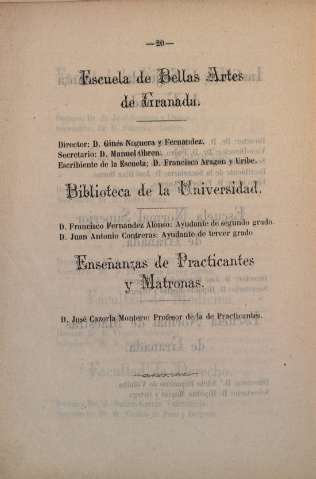 —20—
Escuela de Bellas Artes
de Granada.
Director: D. Ginés Noguera y Fernandez.
Secretario: D. Manuel Obren.
Escribiente de la Escuela; D. Francisco Aragon y Uribe.
Biblioteca de la Universidad.
D. Francisco Fernandez Alonso: Ayudante de segundo grado.
D. Juan Antonio Contreras: Ayudante de tercer grado
Enseñanzas de Practicantes
y Matronas.
D. José Cazorla Montero: Profesor de la de Practicantes.